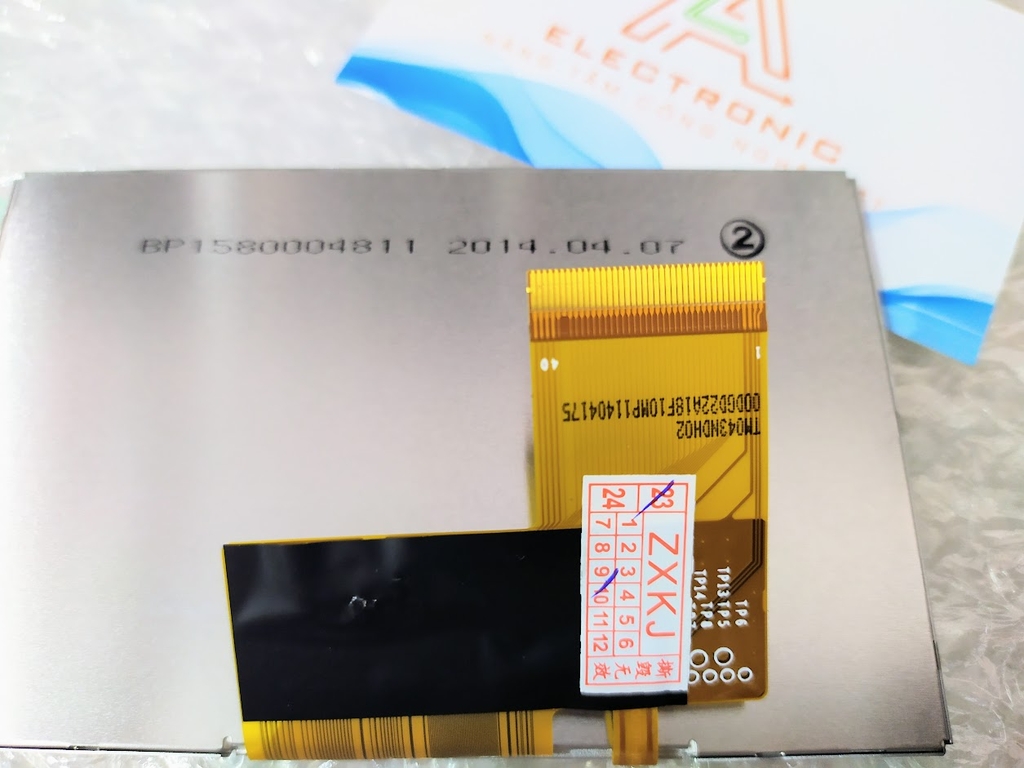 ELECTRONIC
BP1580004811 2014.04.07 ②
40
1
TM043NDH02
00DGD22A18F10MP11404175
23
24
ZXKJ
1 2 3 4 5 6
7 8 9 10 11 12
撕毁无效
TP6
TP13 TP5
TP14 TP8